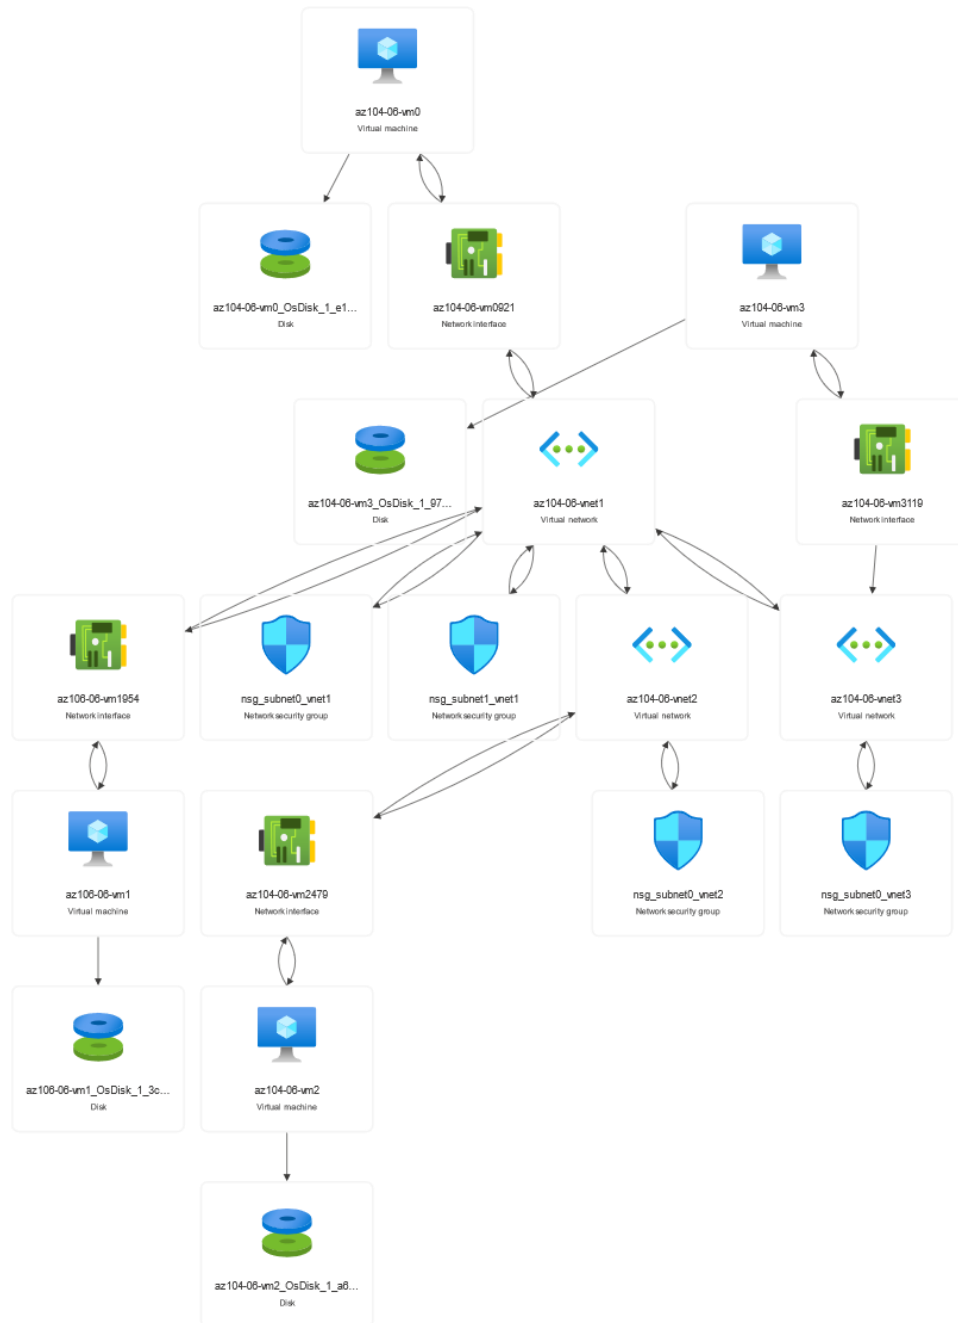 az104-06-vm0
Virtual machine
az104-06-vm0_OsDisk_1_e1...
Disk
az104-06-vm0921
Network interface
az104-06-vm3
Virtual machine
az104-06-vm3_OsDisk_1_97...
Disk
az104-06-vnet1
Virtual network
az104-06-vm3119
Network interface
az106-06-vm1954
Network interface
nsg_subnet0_vnet1
Network security group
nsg_subnet1_vnet1
Network security group
az104-06-vnet2
Virtual network
az104-06-vnet3
Virtual network
az106-06-vm1
Virtual machine
az104-06-vm2479
Network interface
nsg_subnet0_vnet2
Network security group
nsg_subnet0_vnet3
Network security group
az106-06-vm1_OsDisk_1_3c...
Disk
az104-06-vm2
Virtual machine
az104-06-vm2_OsDisk_1_a6...
Disk